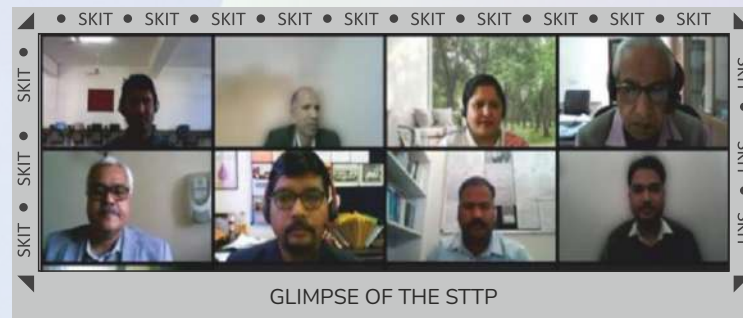 ● SKIT ● SKIT ● SKIT ● SKIT ● SKIT ● SKIT ● SKIT ● SKIT ● SKIT ● SKIT
SKIT ● SKIT ● SKIT ●
GLIMPSE OF THE STTP